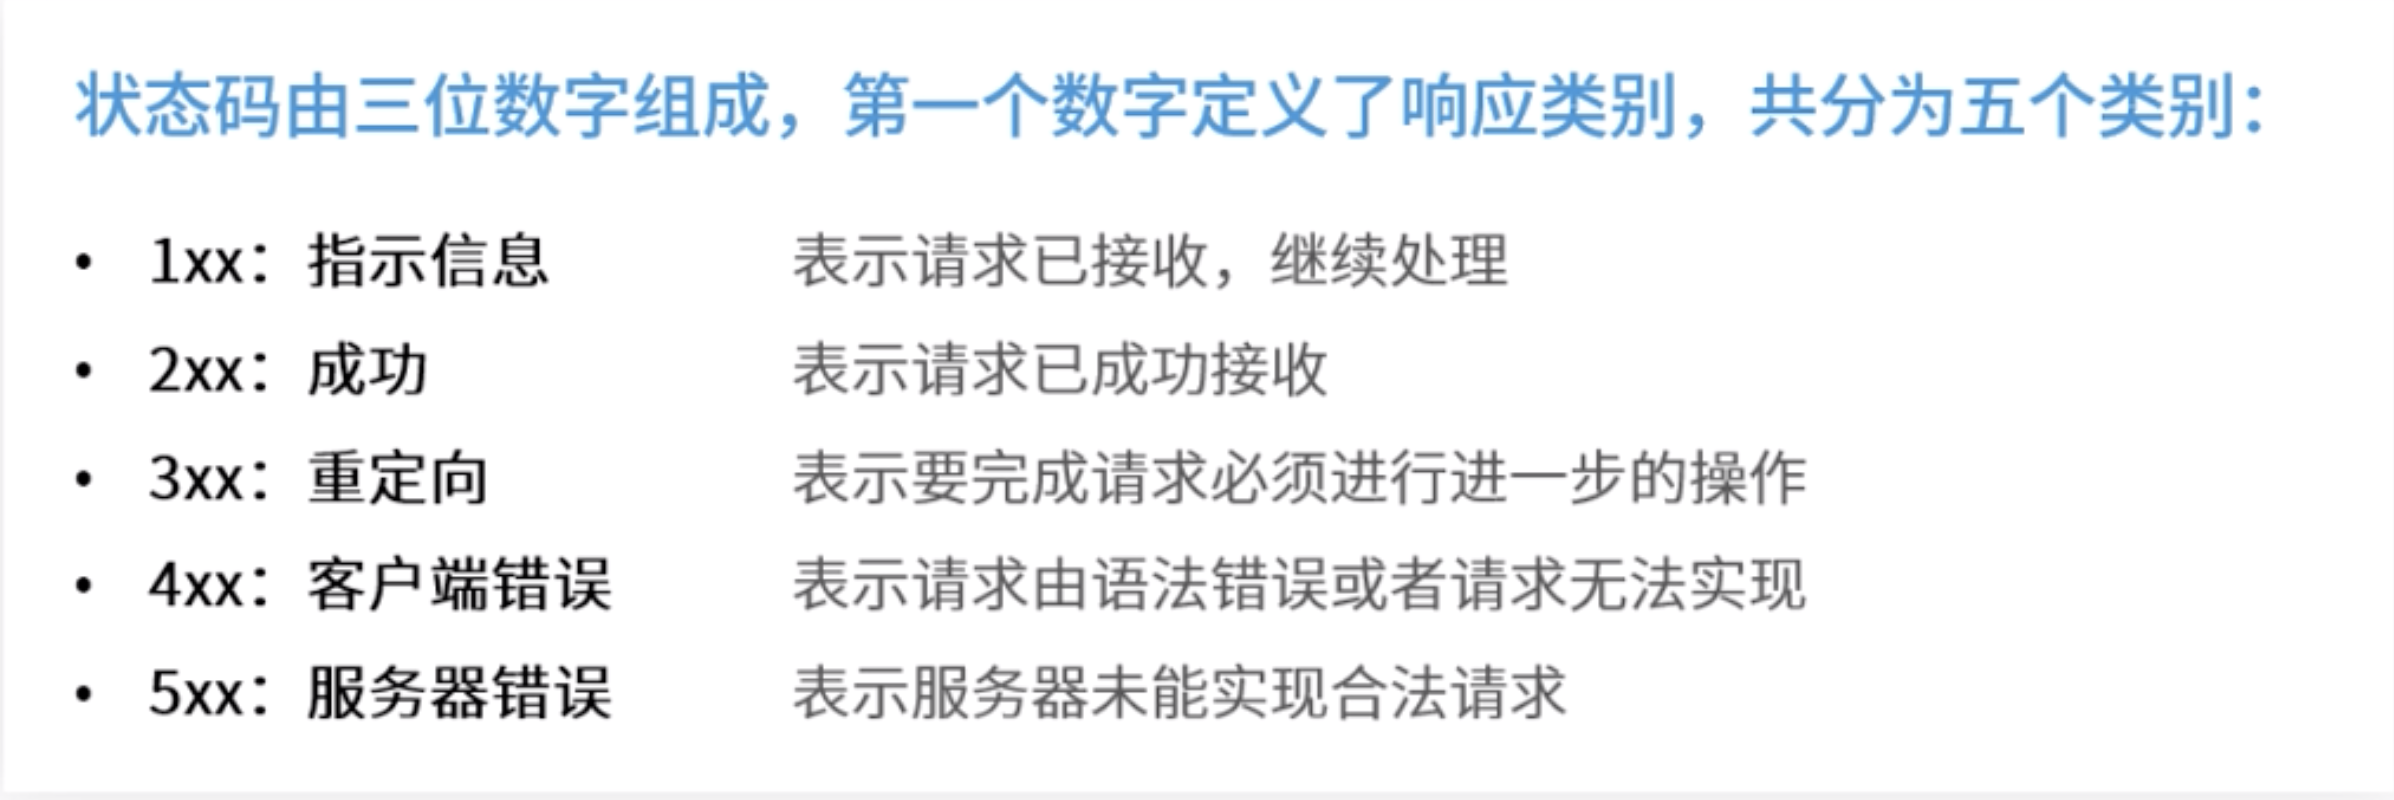 状态码由三位数字组成，第一个数字定义了响应类别，共分为五个类别：
• 1xx：指示信息 表示请求已接收，继续处理
• 2xx：成功 表示请求已成功接收
• 3xx：重定向 表示要完成请求必须进行进一步的操作
• 4xx：客户端错误 表示请求由语法错误或者请求无法实现
• 5xx：服务器错误 表示服务器未能实现合法请求